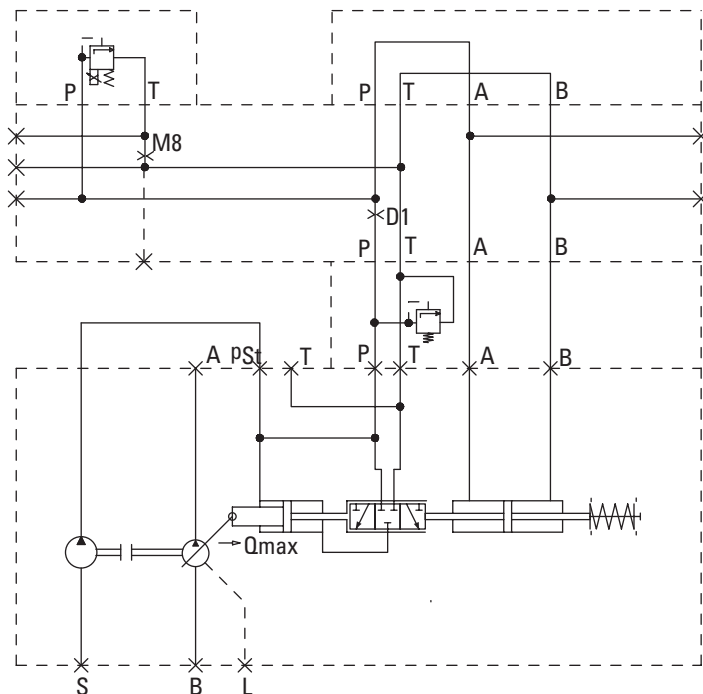 P T P T A B
M8
D1
P T A B
A pSt T P T A B
Qmax
S B L